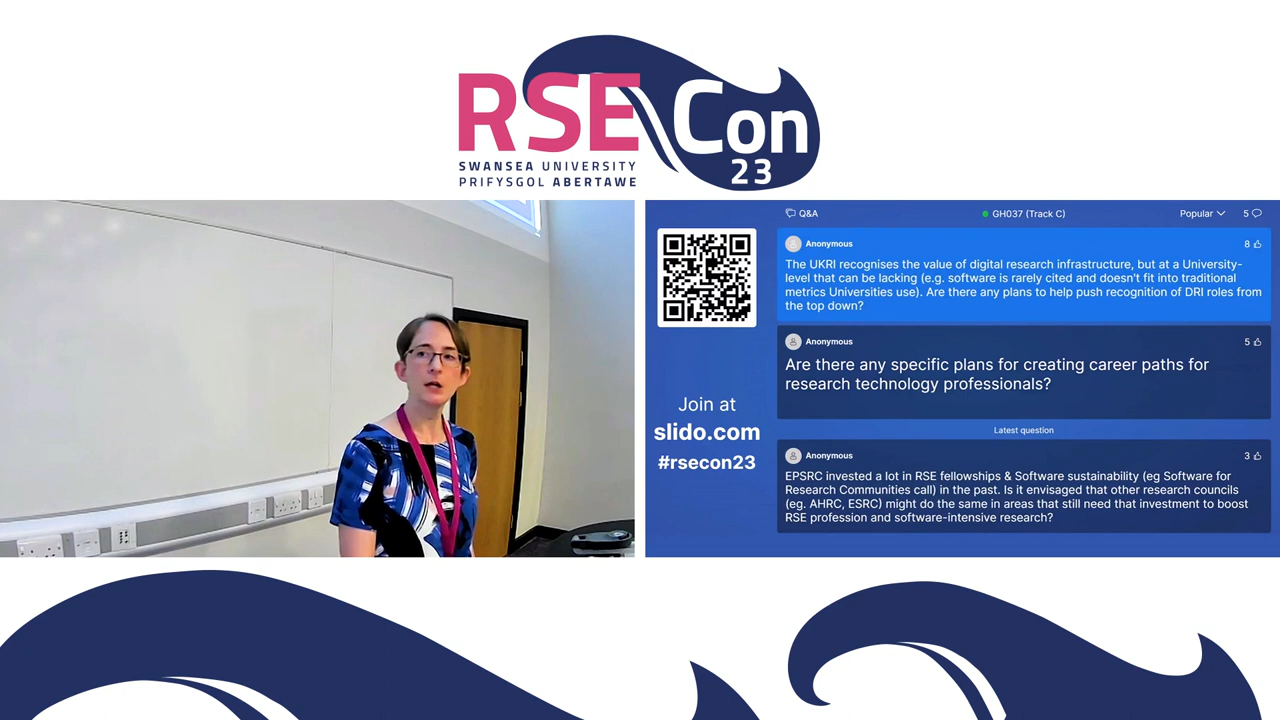 RSE Con
23
SWANSEA UNIVERSITY
PRIFYSGOL ABERTAWE
Q&A
GH037 (Track C)
Popular
5
Anonymous
8
The UKRI recognises the value of digital research infrastructure, but at a University-
level that can be lacking (e.g. software is rarely cited and doesn't fit into traditional
metrics Universities use). Are there any plans to help push recognition of DRI roles from
the top down?
Anonymous
5
Are there any specific plans for creating career paths for
research technology professionals?
Join at
slido.com
#rsecon23
Latest question
Anonymous
3
EPSRC invested a lot in RSE fellowships & Software sustainability (eg Software for
Research Communities call) in the past. Is it envisaged that other research councils
(eg. AHRC, ESRC) might do the same in areas that still need that investment to boost
RSE profession and software-intensive research?